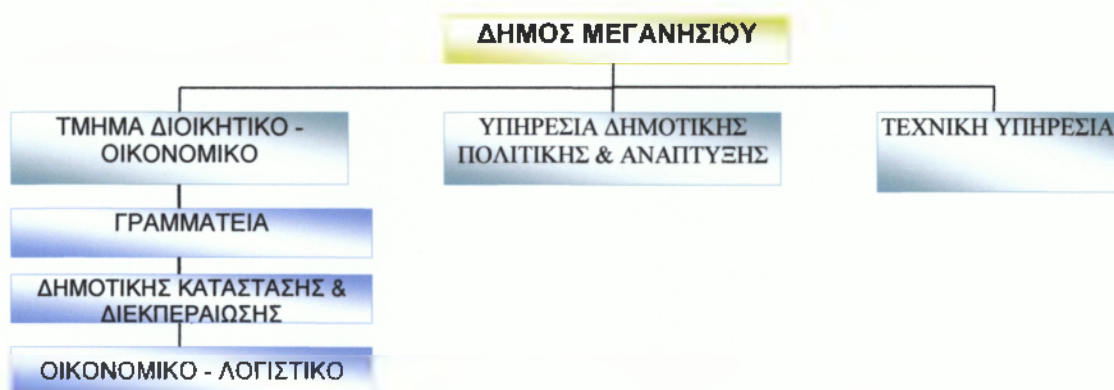 ΔΗΜΟΣ ΜΕΓΑΝΗΣΙΟΥ
ΤΜΗΜΑ ΔΙΟΙΚΗΤΙΚΟ -
ΟΙΚΟΝΟΜΙΚΟ
ΥΠΗΡΕΣΙΑ ΔΗΜΟΤΙΚΗΣ
ΠΟΛΙΤΙΚΗΣ & ΑΝΑΠΤΥΞΗΣ
ΤΕΧΝΙΚΗ ΥΠΗΡΕΣΙΑ
ΓΡΑΜΜΑΤΕΙΑ
ΔΗΜΟΤΙΚΗΣ ΚΑΤΑΣΤΑΣΗΣ &
ΔΙΕΚΠΕΡΑΙΩΣΗΣ
ΟΙΚΟΝΟΜΙΚΟ - ΛΟΓΙΣΤΙΚΟ